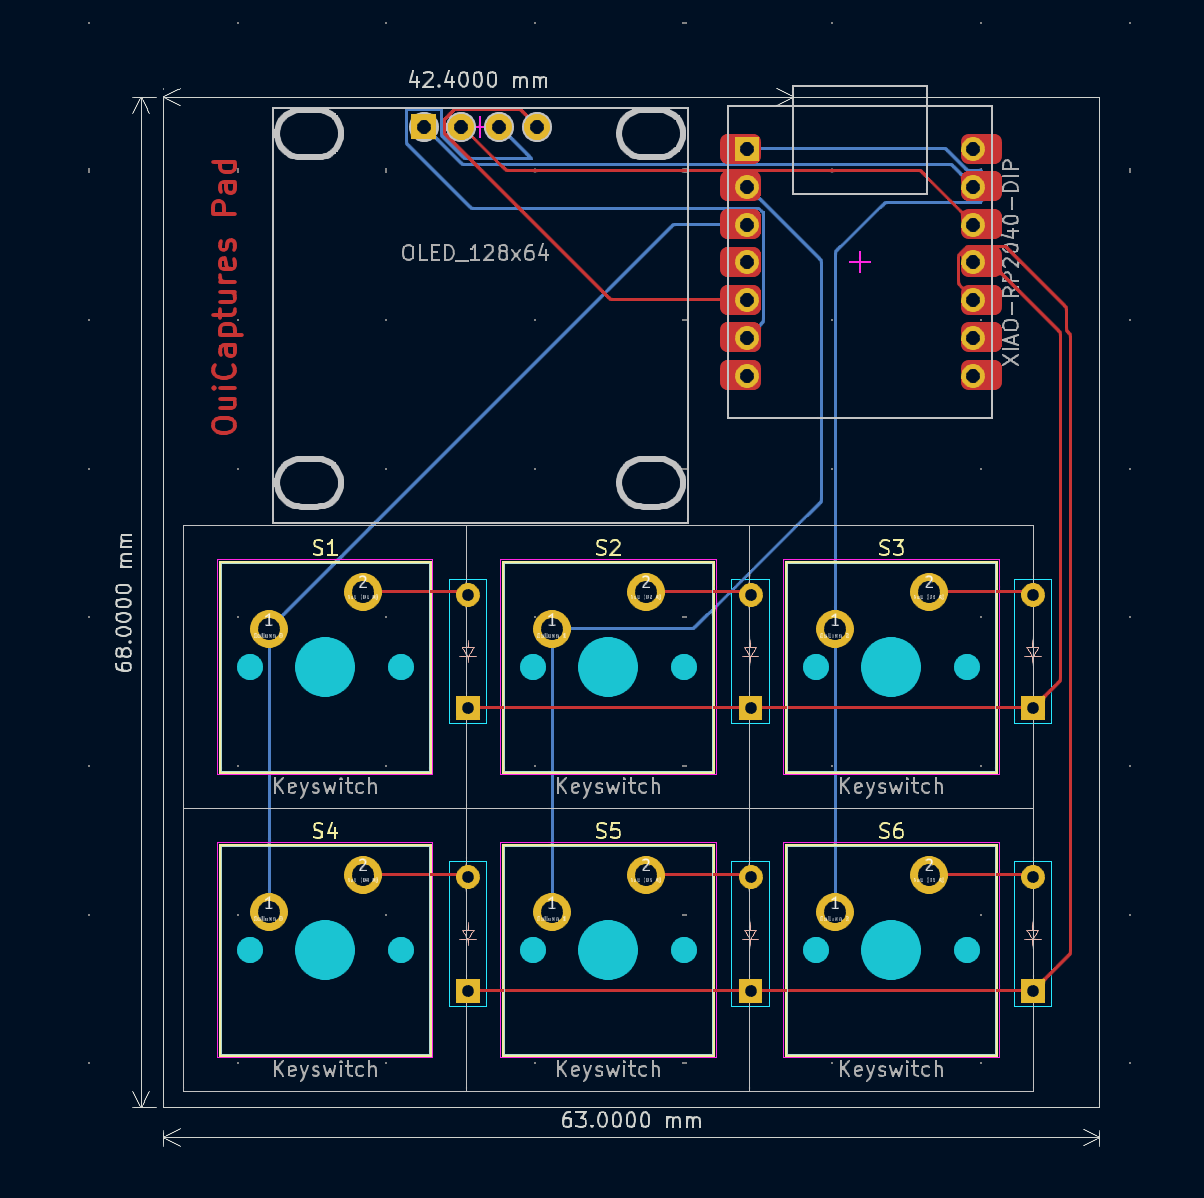 42.4000 mm
OuiCaptures Pad
OLED_128x64
XIAO-RP2040-DIP
68.0000 mm
S1
S2
S3
2
2
2
1
1
1
Keyswitch
Keyswitch
Keyswitch
S4
S5
S6
2
2
2
1
1
1
Keyswitch
Keyswitch
Keyswitch
63.0000 mm